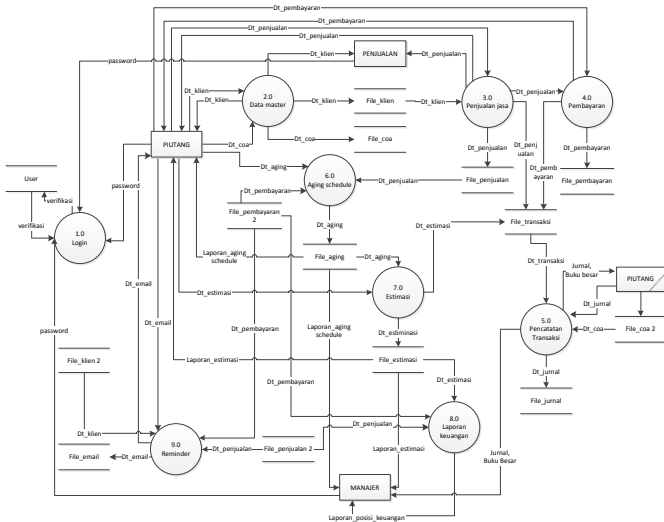 Dt_pembayaran
Dt_pembayaran
Dt_penjualan
Dt_penjualan
password
Dt_klien
PENJUALAN
Dt_penjualan
Dt_klien
Dt_klien
2.0
Data master
Dt_klien
File_klien
Dt_klien
3.0
Penjualan jasa
Dt_penjualan
4.0
Pembayaran
PIUTANG
Dt_coa
Dt_coa
File_coa
Dt_penjualan
Dt_penj
ualan
Dt_pembayaran
Dt_pemb
ayaran
Dt_aging
6.0
Aging schedule
Dt_penjualan
File_penjualan
File_pembayaran
User
verifikasi
password
Dt_pembayaran
verifikasi
1.0
Login
File_pembayaran
2
Dt_aging
Dt_estimasi
File_transaksi
Laporan_aging
schedule
File_aging
Dt_aging
Dt_transaksi
Jurnal,
Buku besar
PIUTANG
Dt_email
Dt_estimasi
7.0
Estimasi
Dt_jurnal
password
Dt_email
Dt_pembayaran
Laporan_aging
schedule
Dt_esliminasi
5.0
Pencatatan
Transaksi
Dt_coa
File_coa 2
File_klien 2
Laporan_estimasi
File_estimasi
Dt_jurnal
Dt_pembayaran
Dt_estimasi
File_jurnal
Dt_klien
Dt_penjualan
8.0
Laporan
keuangan
9.0
Reminder
File_email
Dt_email
Dt_penjualan
File_penjualan 2
Laporan_estimasi
Jurnal,
Buku Besar
MANAJER
Laporan_posisi_keuangan